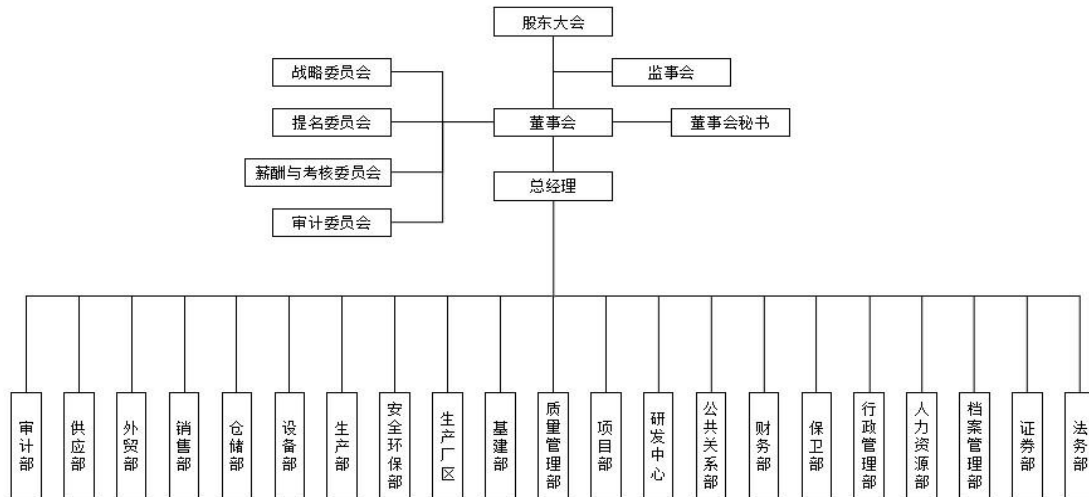 股东大会
战略委员会
监事会
提名委员会
董事会
董事会秘书
薪酬与考核委员会
总经理
审计委员会
审计部
供应部
外贸部
销售部
仓储部
设备部
生产部
安全环保部
生产厂区
基建部
质量管理部
项目部
研发中心
公共关系部
财务部
保卫部
行政管理部
人力资源部
档案管理部
证券部
法务部